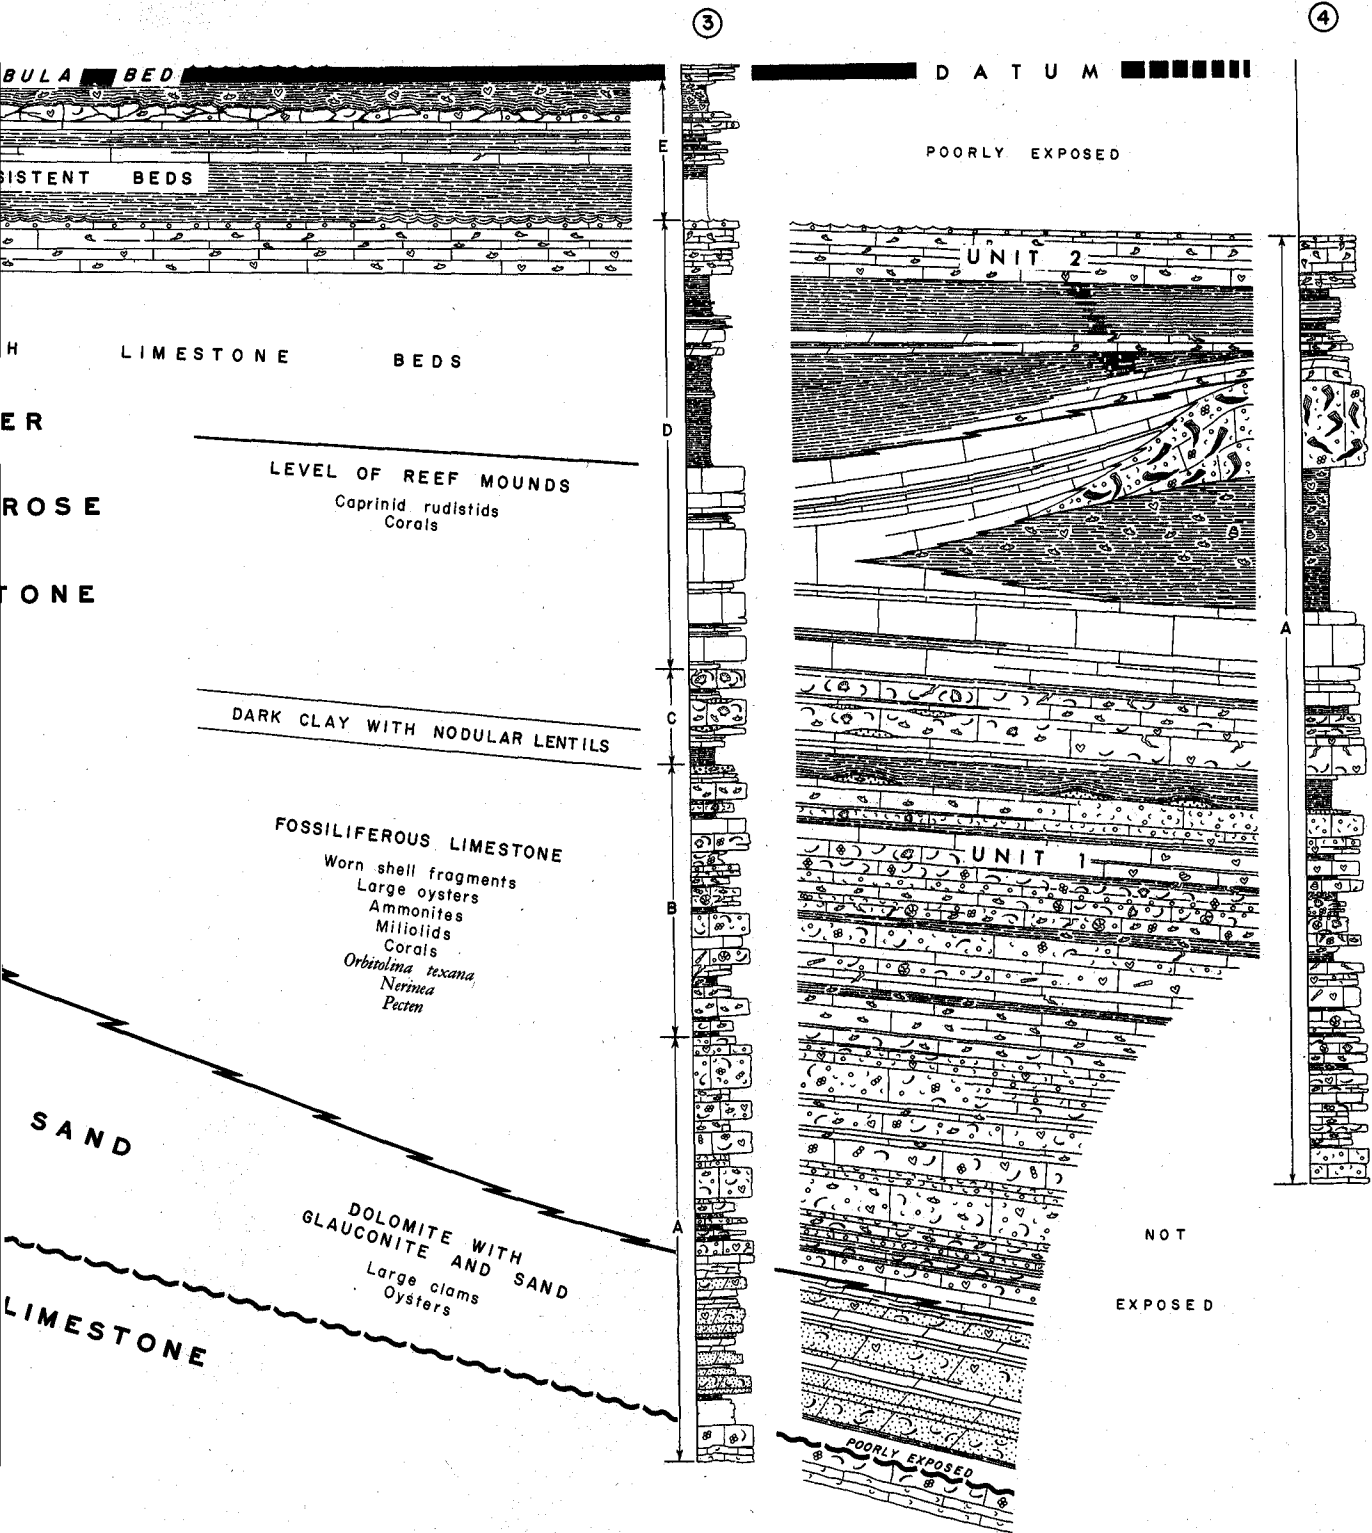 3
4
BULA BED
DATUM
E
POORLY EXPOSED
SISTENT BEDS
UNIT 2
H LIMESTONE BEDS
ER
D
LEVEL OF REEF MOUNDS
Caprinid rudistids
Corals
ROSE
TONE
A
C
DARK CLAY WITH NODULAR LENTILS
FOSSILIFEROUS LIMESTONE
Worn shell fragments
Large oysters
Ammonites
Miliolids
Corals
Orbitolina texana
Nerinea
Pecten
UNIT 1
B
SAND
DOLOMITE WITH
GLAUCONITE AND SAND
Large clams
Oysters
A
NOT
EXPOSED
LIMESTONE
POORLY EXPOSED